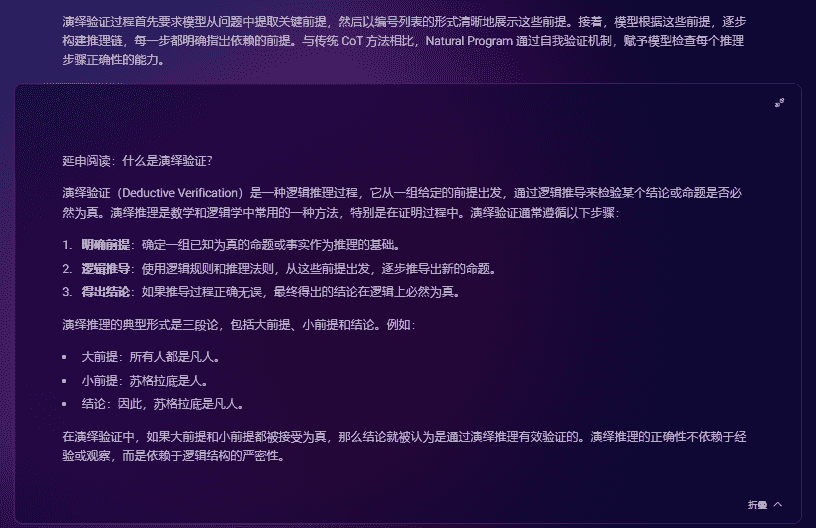 演绎验证过程首先要求模型从问题中提取关键前提，然后以编号列表的形式清晰地展示这些前提。接着，模型根据这些前提，逐步
构建推理链，每一步都明确指出依赖的前提。与传统 CoT 方法相比，Natural Program 通过自我验证机制，赋予模型检查每个推理
步骤正确性的能力。
延申阅读：什么是演绎验证？
演绎验证（Deductive Verification）是一种逻辑推理过程，它从一组给定的前提出发，通过逻辑推导来检验某个结论或命题是否必
然为真。演绎推理是数学和逻辑学中常用的一种方法，特别是在证明过程中。演绎验证通常遵循以下步骤：
1. 明确前提：确定一组已知为真的命题或事实作为推理的基础。
2. 逻辑推导：使用逻辑规则和推理法则，从这些前提出发，逐步推导出新的命题。
3. 得出结论：如果推导过程正确无误，最终得出的结论在逻辑上必然为真。
演绎推理的典型形式是三段论，包括大前提、小前提和结论。例如：
• 大前提：所有人都是凡人。
• 小前提：苏格拉底是人。
• 结论：因此，苏格拉底是凡人。
在演绎验证中，如果大前提和小前提都被接受为真，那么结论就被认为是通过演绎推理有效验证的。演绎推理的正确性不依赖于经
验或观察，而是依赖于逻辑结构的严密性。
折叠